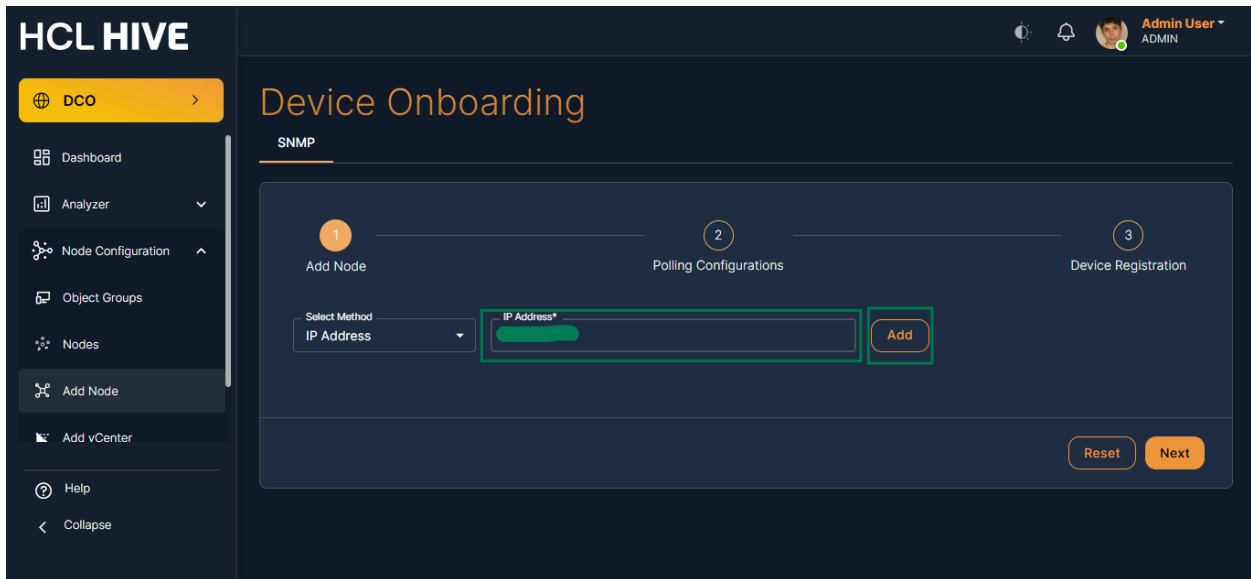 HCL HIVE
Admin User
ADMIN
DCO
Dashboard
Analyzer
Node Configuration
Object Groups
Nodes
Add Node
Add vCenter
Help
Collapse
Device Onboarding
SNMP
1
2
3
Add Node
Polling Configurations
Device Registration
Select Method
IP Address
IP Address*
Add
Reset
Next